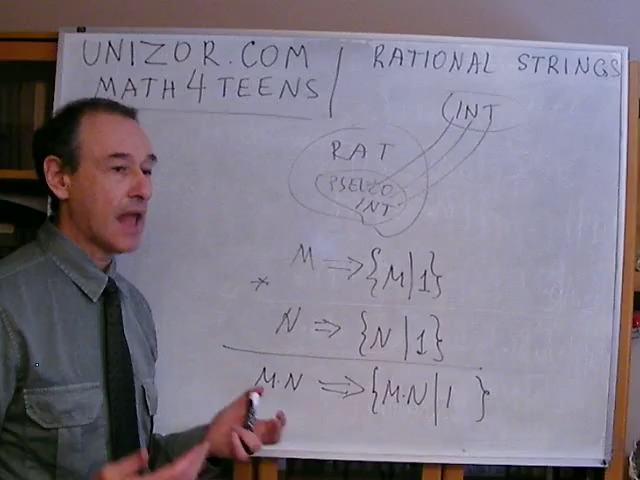 UNIZOR.COM
MATH 4 TEENS
RATIONAL STRINGS
INT
RAT
PSEUDO
INT
M ⇒ {M|1}
*
N ⇒ {N|1}
M·N ⇒ {M·N|1 }